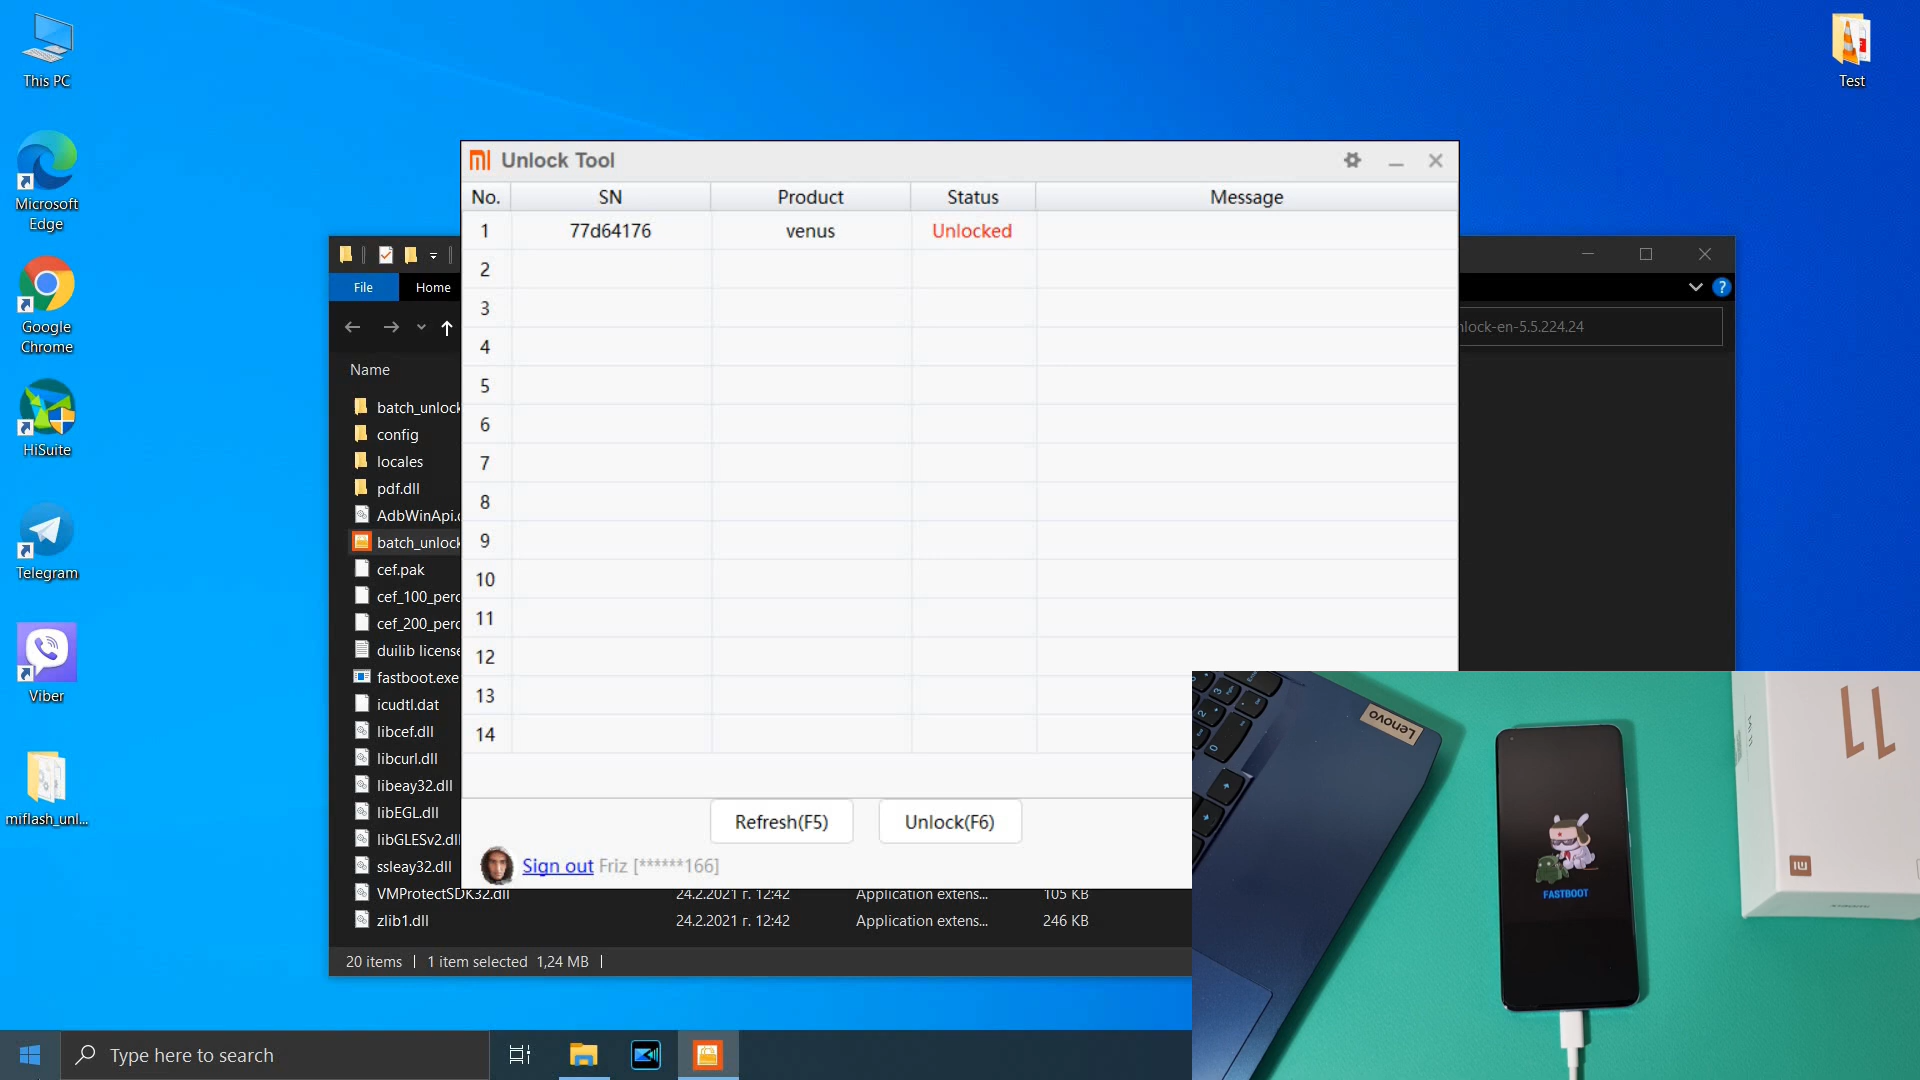 This PC
Microsoft
Edge
Google
Chrome
HiSuite
Telegram
Viber
miflash_unl...
Test
Unlock Tool
No. SN Product Status Message
1 77d64176 venus Unlocked
2
3
4
5
6
7
8
9
10
11
12
13
14
Refresh(F5) Unlock(F6)
Sign out Friz [******166]
File Home
nlock-en-5.5.224.24
Name
batch_unlock
config
locales
pdf.dll
AdbWinApi.
batch_unlock
cef.pak
cef_100_perc
cef_200_perc
duilib license
fastboot.exe
icudtl.dat
libcef.dll
libcurl.dll
libeay32.dll
libEGL.dll
libGLESv2.dll
ssleay32.dll
VMProtectSDK32.dll 24.2.2021 г. 12:42 Application extens... 105 KB
zlib1.dll 24.2.2021 г. 12:42 Application extens... 246 KB
20 items 1 item selected 1,24 MB
Type here to search
Lenovo
FASTBOOT
11